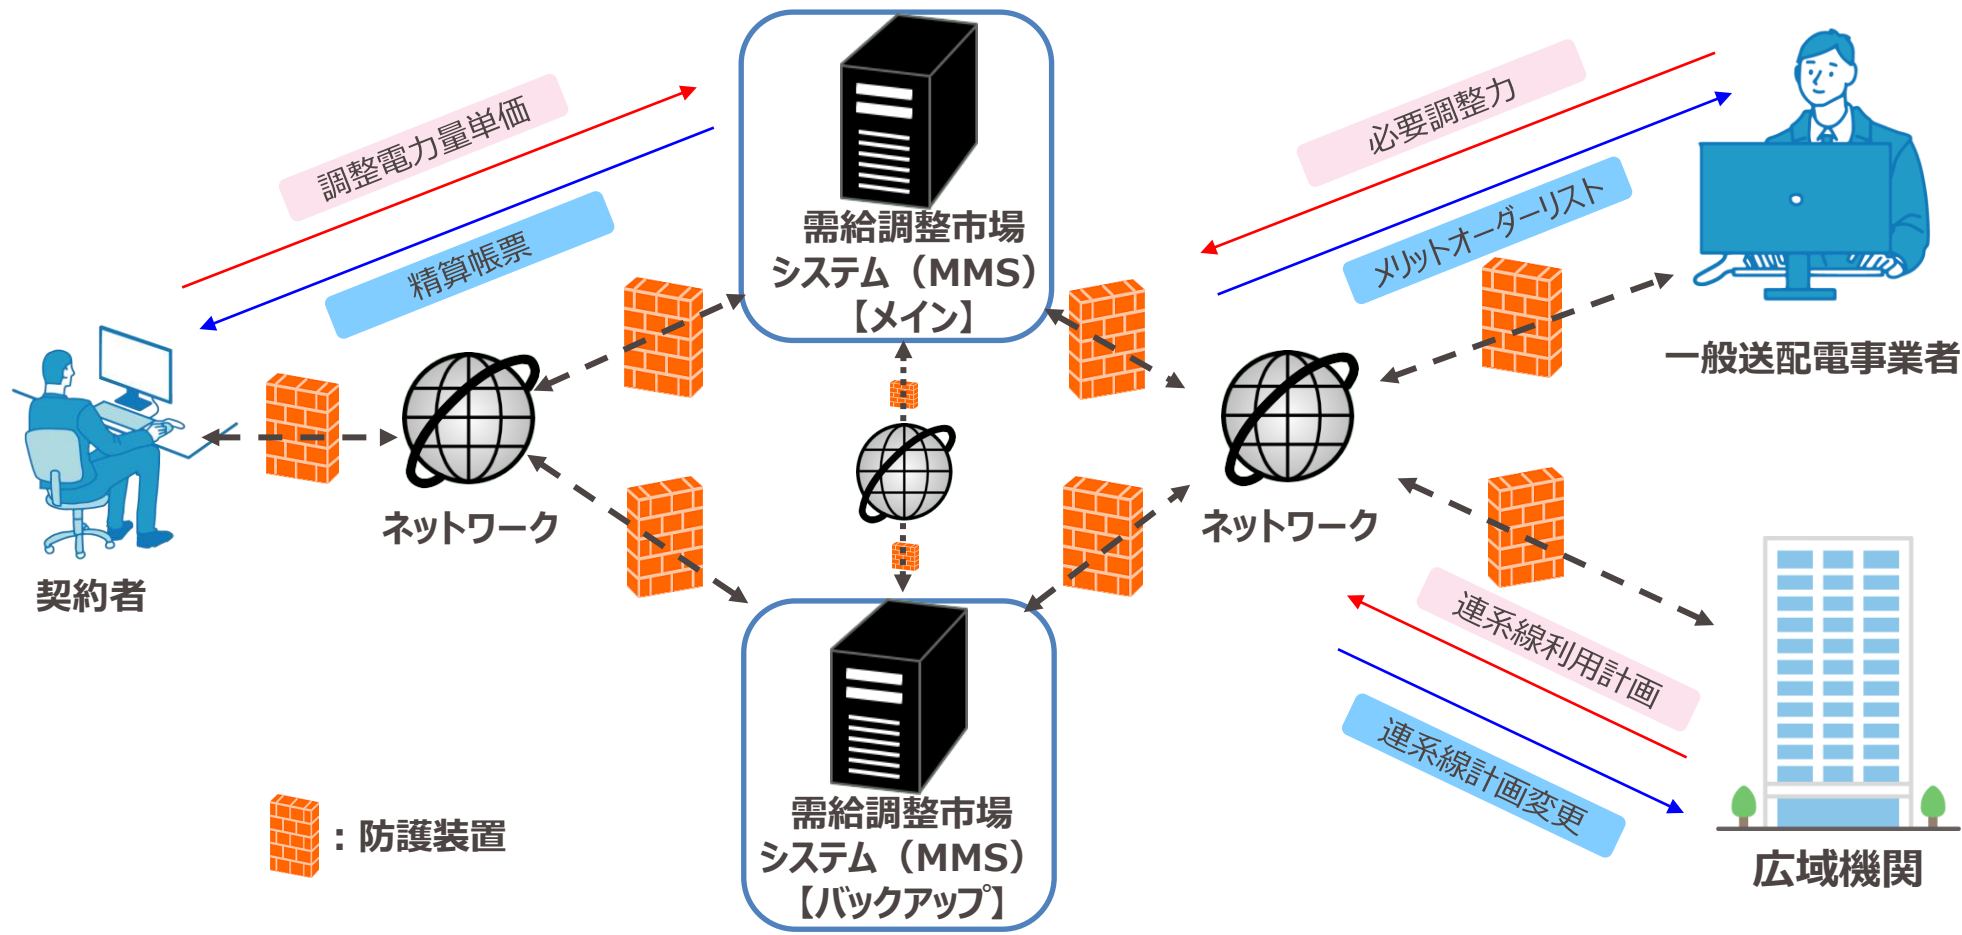 調整電力量単価
精算帳票
需給調整市場
システム（MMS）
【メイン】
必要調整力
メリットオーダーリスト
一般送配電事業者
契約者
ネットワーク
ネットワーク
連系線利用計画
連系線計画変更
広域機関
需給調整市場
システム（MMS）
【バックアップ】
：防護装置